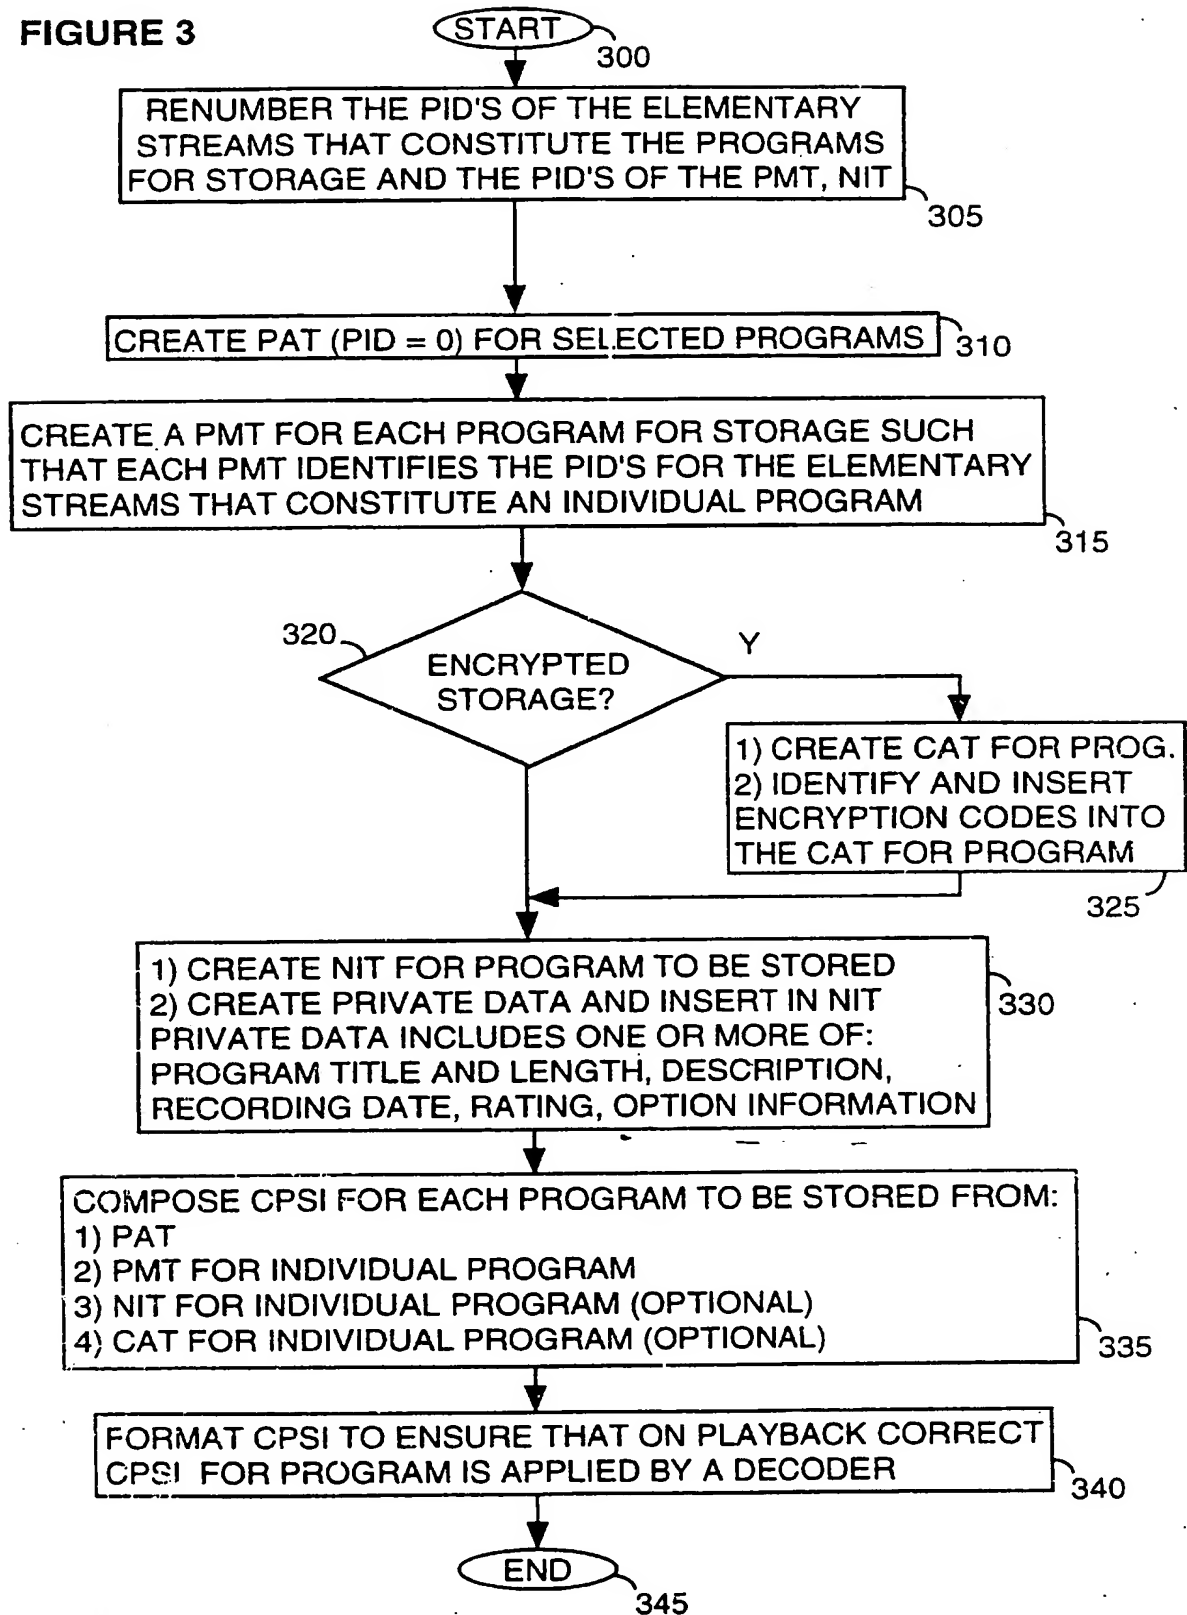 FIGURE 3
START
300
RENUMBER THE PID'S OF THE ELEMENTARY
STREAMS THAT CONSTITUTE THE PROGRAMS
FOR STORAGE AND THE PID'S OF THE PMT, NIT
305
CREATE PAT (PID = 0) FOR SELECTED PROGRAMS
310
CREATE A PMT FOR EACH PROGRAM FOR STORAGE SUCH
THAT EACH PMT IDENTIFIES THE PID'S FOR THE ELEMENTARY
STREAMS THAT CONSTITUTE AN INDIVIDUAL PROGRAM
315
320
ENCRYPTED
STORAGE?
Y
1) CREATE CAT FOR PROG.
2) IDENTIFY AND INSERT
ENCRYPTION CODES INTO
THE CAT FOR PROGRAM
325
1) CREATE NIT FOR PROGRAM TO BE STORED
2) CREATE PRIVATE DATA AND INSERT IN NIT
PRIVATE DATA INCLUDES ONE OR MORE OF:
PROGRAM TITLE AND LENGTH, DESCRIPTION,
RECORDING DATE, RATING, OPTION INFORMATION
330
COMPOSE CPSI FOR EACH PROGRAM TO BE STORED FROM:
1) PAT
2) PMT FOR INDIVIDUAL PROGRAM
3) NIT FOR INDIVIDUAL PROGRAM (OPTIONAL)
4) CAT FOR INDIVIDUAL PROGRAM (OPTIONAL)
335
FORMAT CPSI TO ENSURE THAT ON PLAYBACK CORRECT
CPSI FOR PROGRAM IS APPLIED BY A DECODER
340
END
345